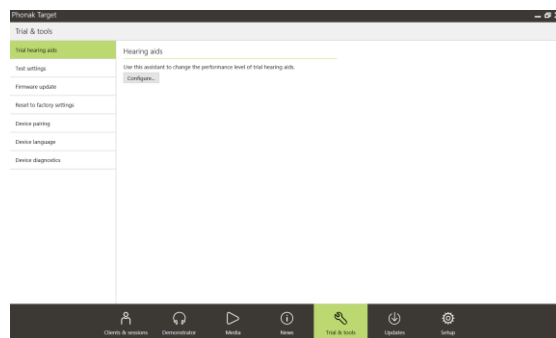 Phonak Target
Trial & tools
Trial hearing aids
Test settings
Firmware update
Reset to factory settings
Device pairing
Device language
Device diagnostics
Hearing aids
Use this assistant to change the performance level of trial hearing aids.
Configure...
Clients & sessions
Demonstrator
Media
News
Trial & tools
Updates
Setup